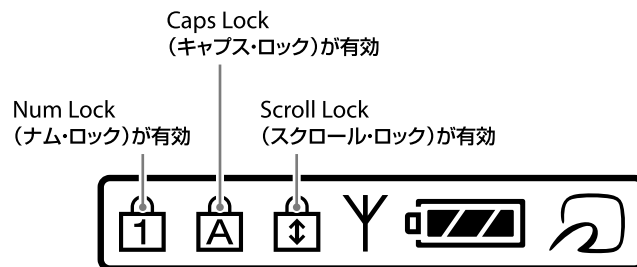 Caps Lock
（キャプス・ロック）が有効
Num Lock
（ナム・ロック）が有効
Scroll Lock
（スクロール・ロック）が有効
1
A